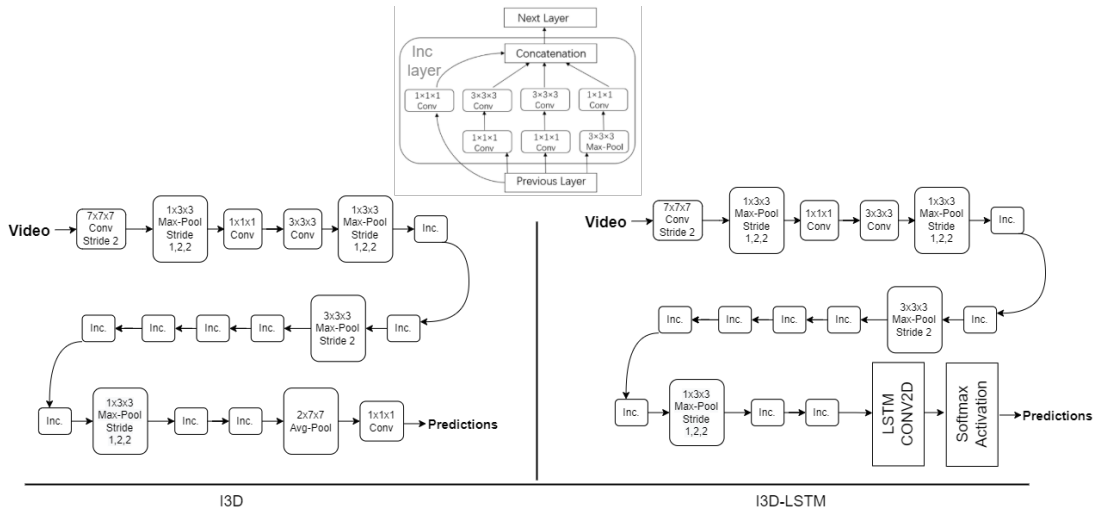 Next Layer
Inc
layer
Concatenation
1×1×1
Conv
3×3×3
Conv
3×3×3
Conv
1×1×1
Conv
1×1×1
Conv
1×1×1
Conv
3×3×3
Max-Pool
Previous Layer
Video
7x7x7
Conv
Stride 2
1x3x3
Max-Pool
Stride
1,2,2
1x1x1
Conv
3x3x3
Conv
1x3x3
Max-Pool
Stride
1,2,2
Inc.
Inc.
Inc.
Inc.
Inc.
3x3x3
Max-Pool
Stride 2
Inc.
Inc.
1x3x3
Max-Pool
Stride
1,2,2
Inc.
Inc.
2x7x7
Avg-Pool
1x1x1
Conv
Predictions
I3D
Video
7x7x7
Conv
Stride 2
1x3x3
Max-Pool
Stride
1,2,2
1x1x1
Conv
3x3x3
Conv
1x3x3
Max-Pool
Stride
1,2,2
Inc.
Inc.
Inc.
Inc.
Inc.
3x3x3
Max-Pool
Stride 2
Inc.
Inc.
1x3x3
Max-Pool
Stride
1,2,2
Inc.
Inc.
LSTM
CONV2D
Softmax
Activation
Predictions
I3D-LSTM